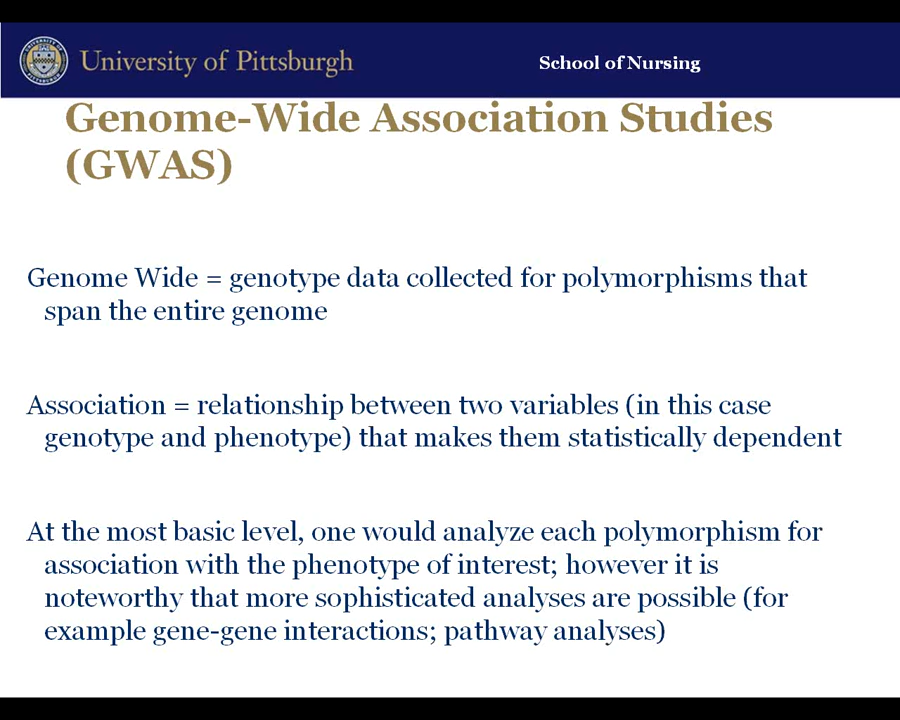 University of Pittsburgh
School of Nursing
Genome-Wide Association Studies
(GWAS)
Genome Wide = genotype data collected for polymorphisms that
span the entire genome
Association = relationship between two variables (in this case
genotype and phenotype) that makes them statistically dependent
At the most basic level, one would analyze each polymorphism for
association with the phenotype of interest; however it is
noteworthy that more sophisticated analyses are possible (for
example gene-gene interactions; pathway analyses)